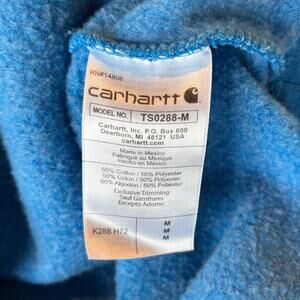 RN#14806
carhartt
MODEL NO. TS0288-M
Carhartt, Inc. P.O. Box 600
Dearborn, MI 48121 USA
carhartt.com
Made in Mexico
Fabriqué au Mexique
Hecho en Mexico
50% Cotton / 50% Polyester
50% Coton / 50% Polyester
50% Algodón / 50% Poliéster
Exclusive Trimming
Sauf Garnitures
Excepto Adorno
K288 H72
M
M
M